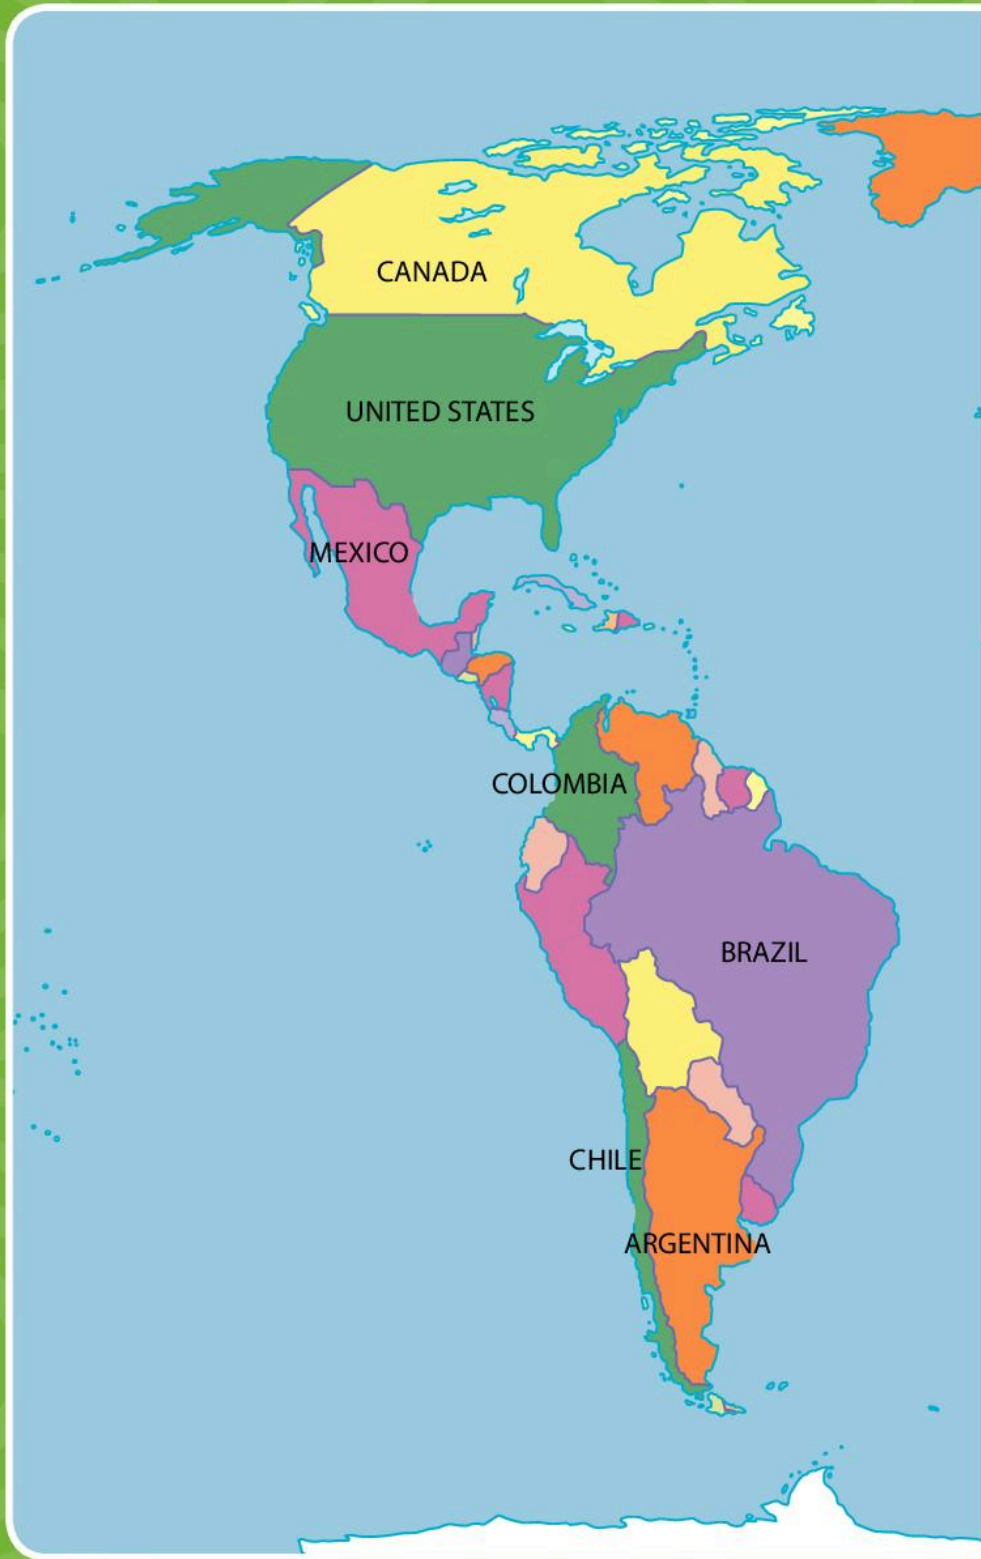 CANADA
UNITED STATES
MEXICO
COLOMBIA
BRAZIL
CHILE
ARGENTINA